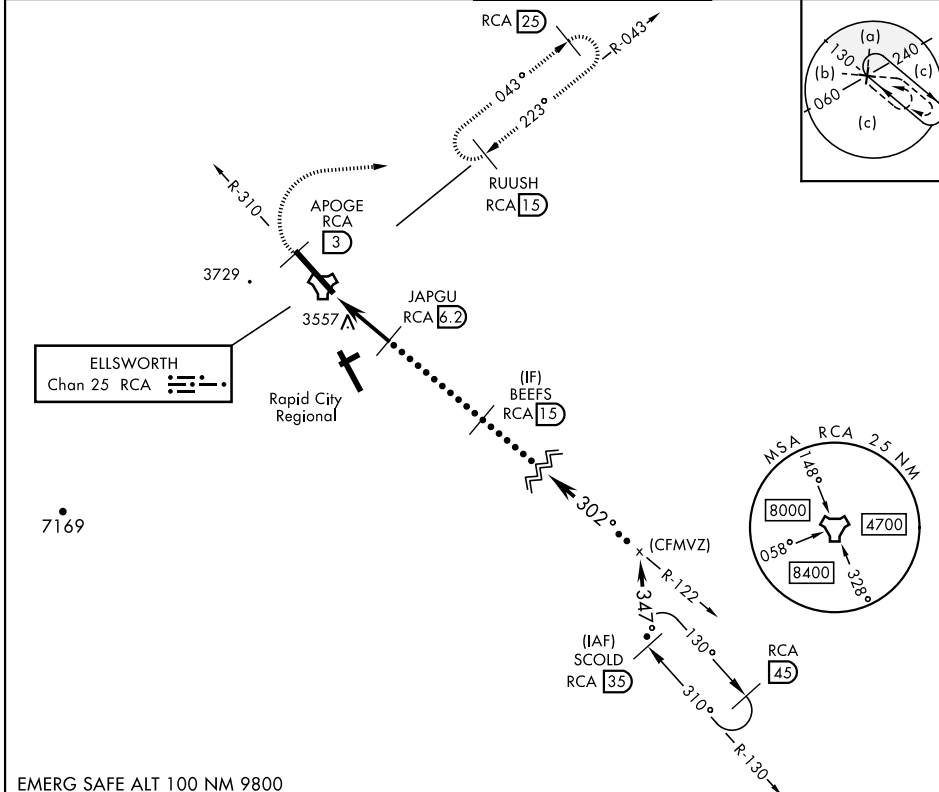 RCA 25
R-043
043°
223°
RUUSH
RCA 15
(a)
130
240
(b)
(c)
060
(c)
R-310
APOGE
RCA
3
3729
3557
JAPGU
RCA 6.2
ELLSWORTH
Chan 25 RCA
Rapid City
Regional
(IF)
BEEFS
RCA 15
7169
302°
(CFMVZ)
R-122
347°
130°
(IAF)
SCOLD
RCA 35
RCA
45
310°
R-130
MSA RCA 25 NM
148°
8000
4700
058°
8400
328°
EMERG SAFE ALT 100 NM 9800